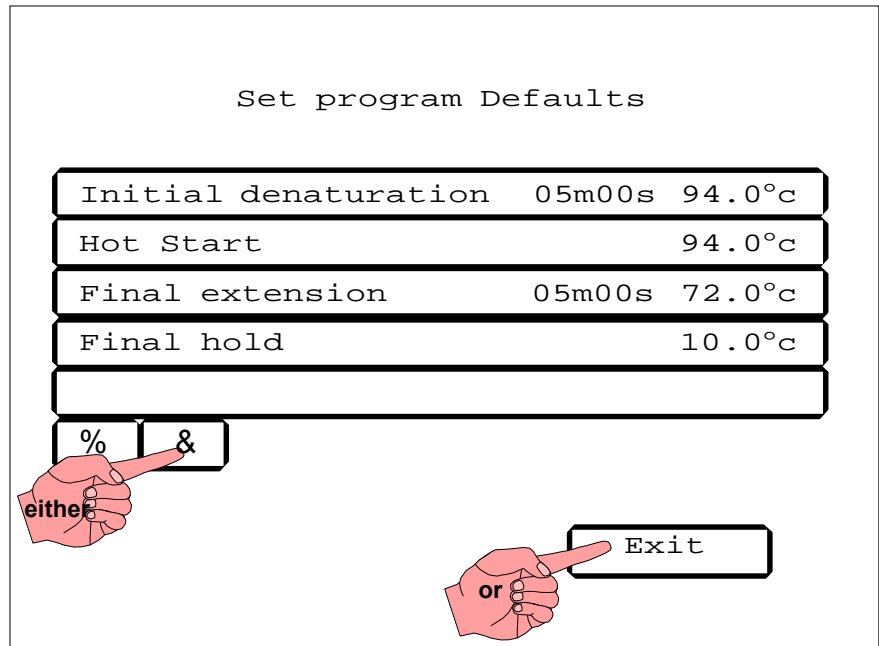 Set program Defaults
Initial denaturation 05m00s 94.0°c
Hot Start 94.0°c
Final extension 05m00s 72.0°c
Final hold 10.0°c
% &
either
Exit
or